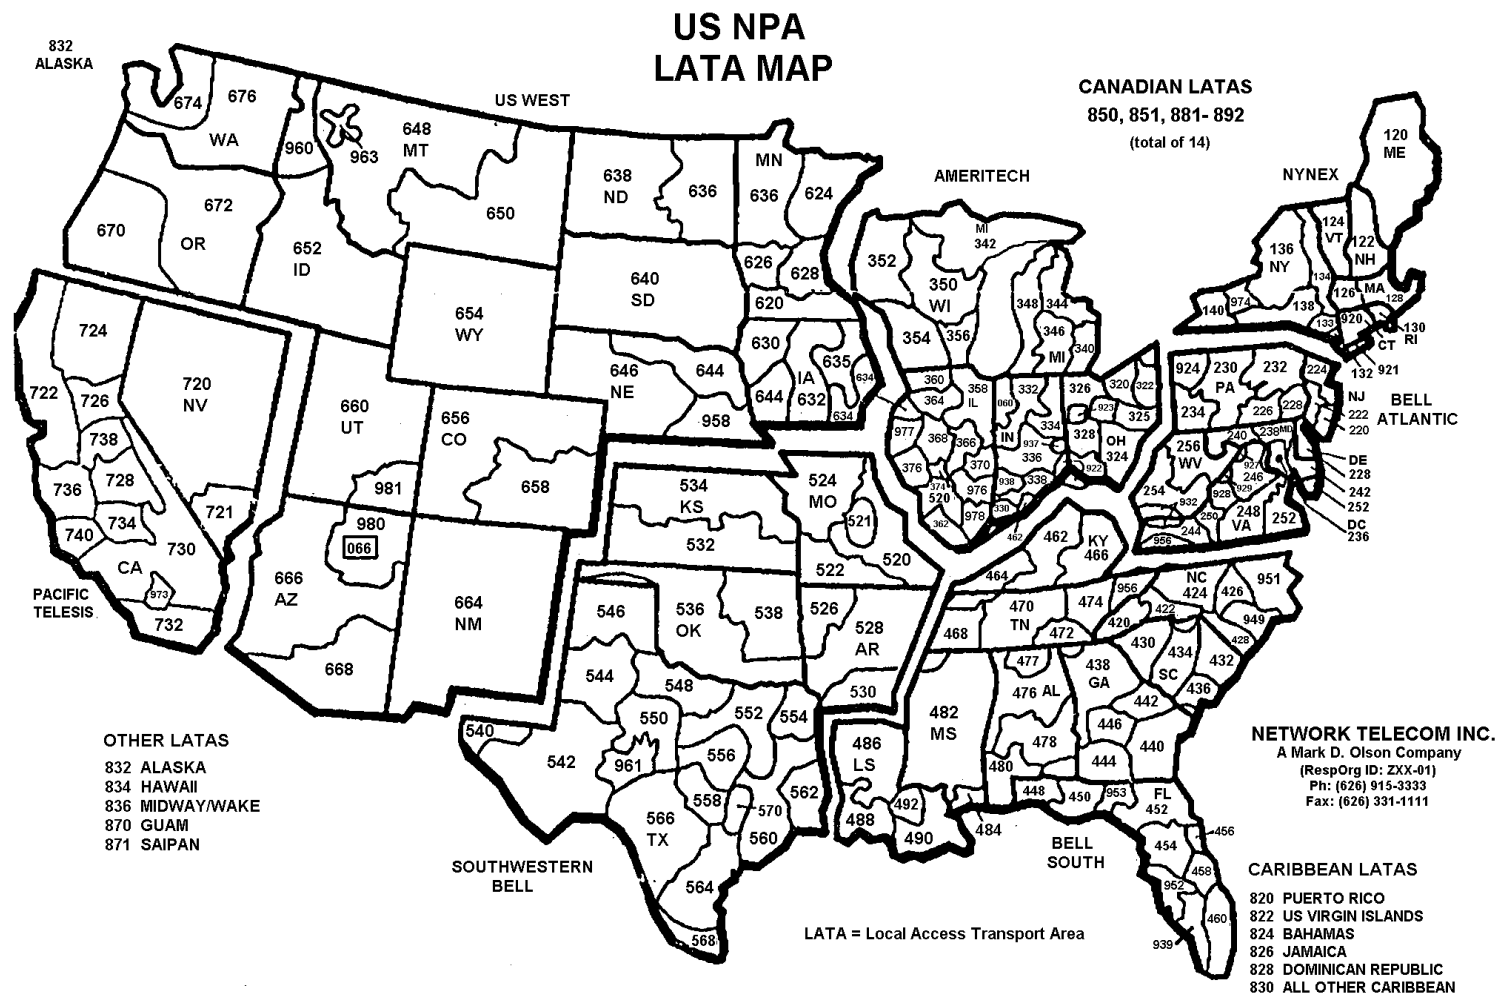 US NPA
LATA MAP
832
ALASKA
US WEST
CANADIAN LATAS
850, 851, 881- 892
(total of 14)
AMERITECH
NYNEX
BELL
ATLANTIC
PACIFIC
TELESIS
SOUTHWESTERN
BELL
BELL
SOUTH
674
676
WA
960
963
648
MT
650
670
672
OR
652
ID
654
WY
638
ND
636
640
SD
646
NE
644
958
MN
636
624
626
628
620
630
635
634
IA
644
632
634
724
722
726
720
NV
738
728
736
734
740
730
721
CA
973
732
660
UT
981
980
066
656
CO
658
666
AZ
668
664
NM
534
KS
532
524
MO
521
520
522
536
OK
538
526
528
AR
530
546
544
548
550
552
554
540
542
961
556
558
570
562
566
TX
560
564
568
352
MI
342
350
WI
354
356
348
344
346
MI
340
360
364
358
IL
977
368
366
376
370
374
520
976
362
978
060
332
334
IN
937
336
938
338
330
462
326
320
322
923
325
328
OH
324
922
120
ME
124
VT
122
NH
136
NY
134
126
MA
128
140
974
138
133
920
130
RI
CT
132
921
924
230
PA
232
224
234
226
228
NJ
222
220
256
WV
240
238
MD
DE
228
242
252
DC
236
254
932
927
246
929
928
250
248
VA
252
244
956
462
KY
466
464
470
TN
474
956
468
472
420
422
NC
424
426
951
949
428
430
434
SC
432
436
482
MS
477
476
AL
478
480
438
GA
442
446
440
444
486
LS
488
492
490
484
448
450
953
FL
452
456
454
458
952
460
939
OTHER LATAS
832 ALASKA
834 HAWAII
836 MIDWAY/WAKE
870 GUAM
871 SAIPAN
NETWORK TELECOM INC.
A Mark D. Olson Company
(RespOrg ID: ZXX-01)
Ph: (626) 915-3333
Fax: (626) 331-1111
CARIBBEAN LATAS
820 PUERTO RICO
822 US VIRGIN ISLANDS
824 BAHAMAS
826 JAMAICA
828 DOMINICAN REPUBLIC
830 ALL OTHER CARIBBEAN
LATA = Local Access Transport Area